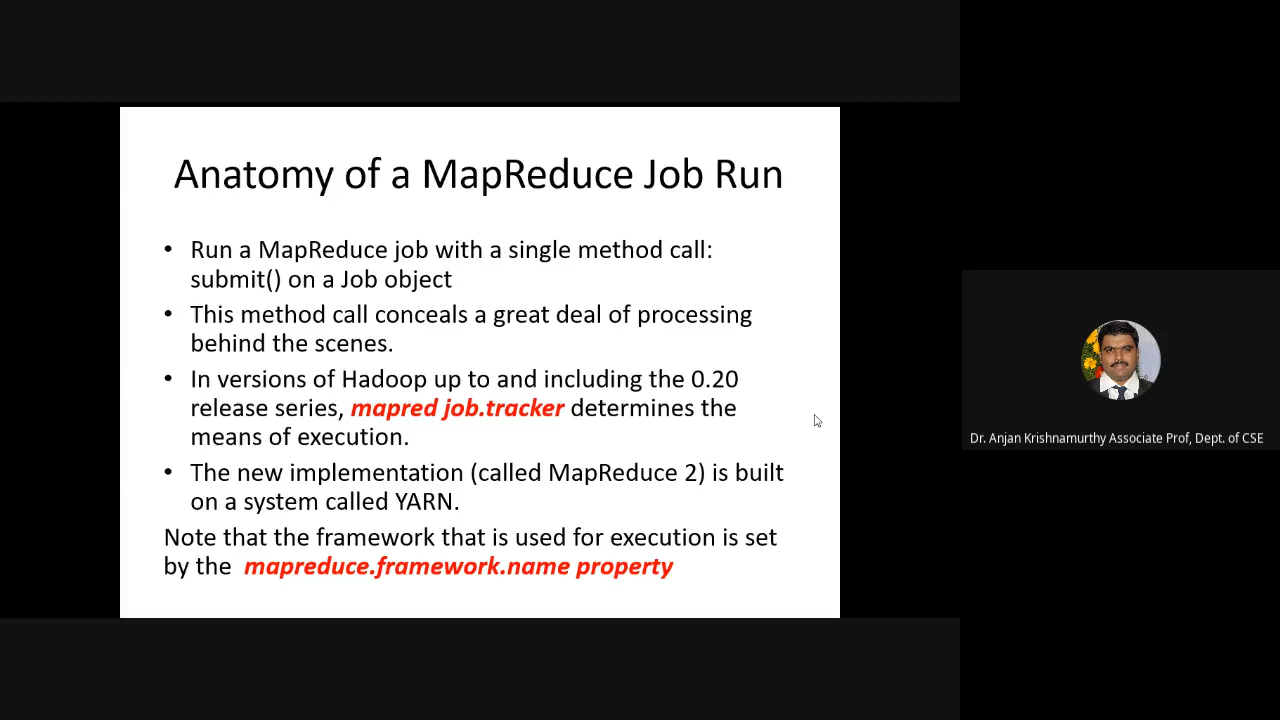 Anatomy of a MapReduce Job Run
• Run a MapReduce job with a single method call:
submit() on a Job object
• This method call conceals a great deal of processing
behind the scenes.
• In versions of Hadoop up to and including the 0.20
release series, mapred job.tracker determines the
means of execution.
• The new implementation (called MapReduce 2) is built
on a system called YARN.
Note that the framework that is used for execution is set
by the mapreduce.framework.name property
Dr. Anjan Krishnamurthy Associate Prof, Dept. of CSE